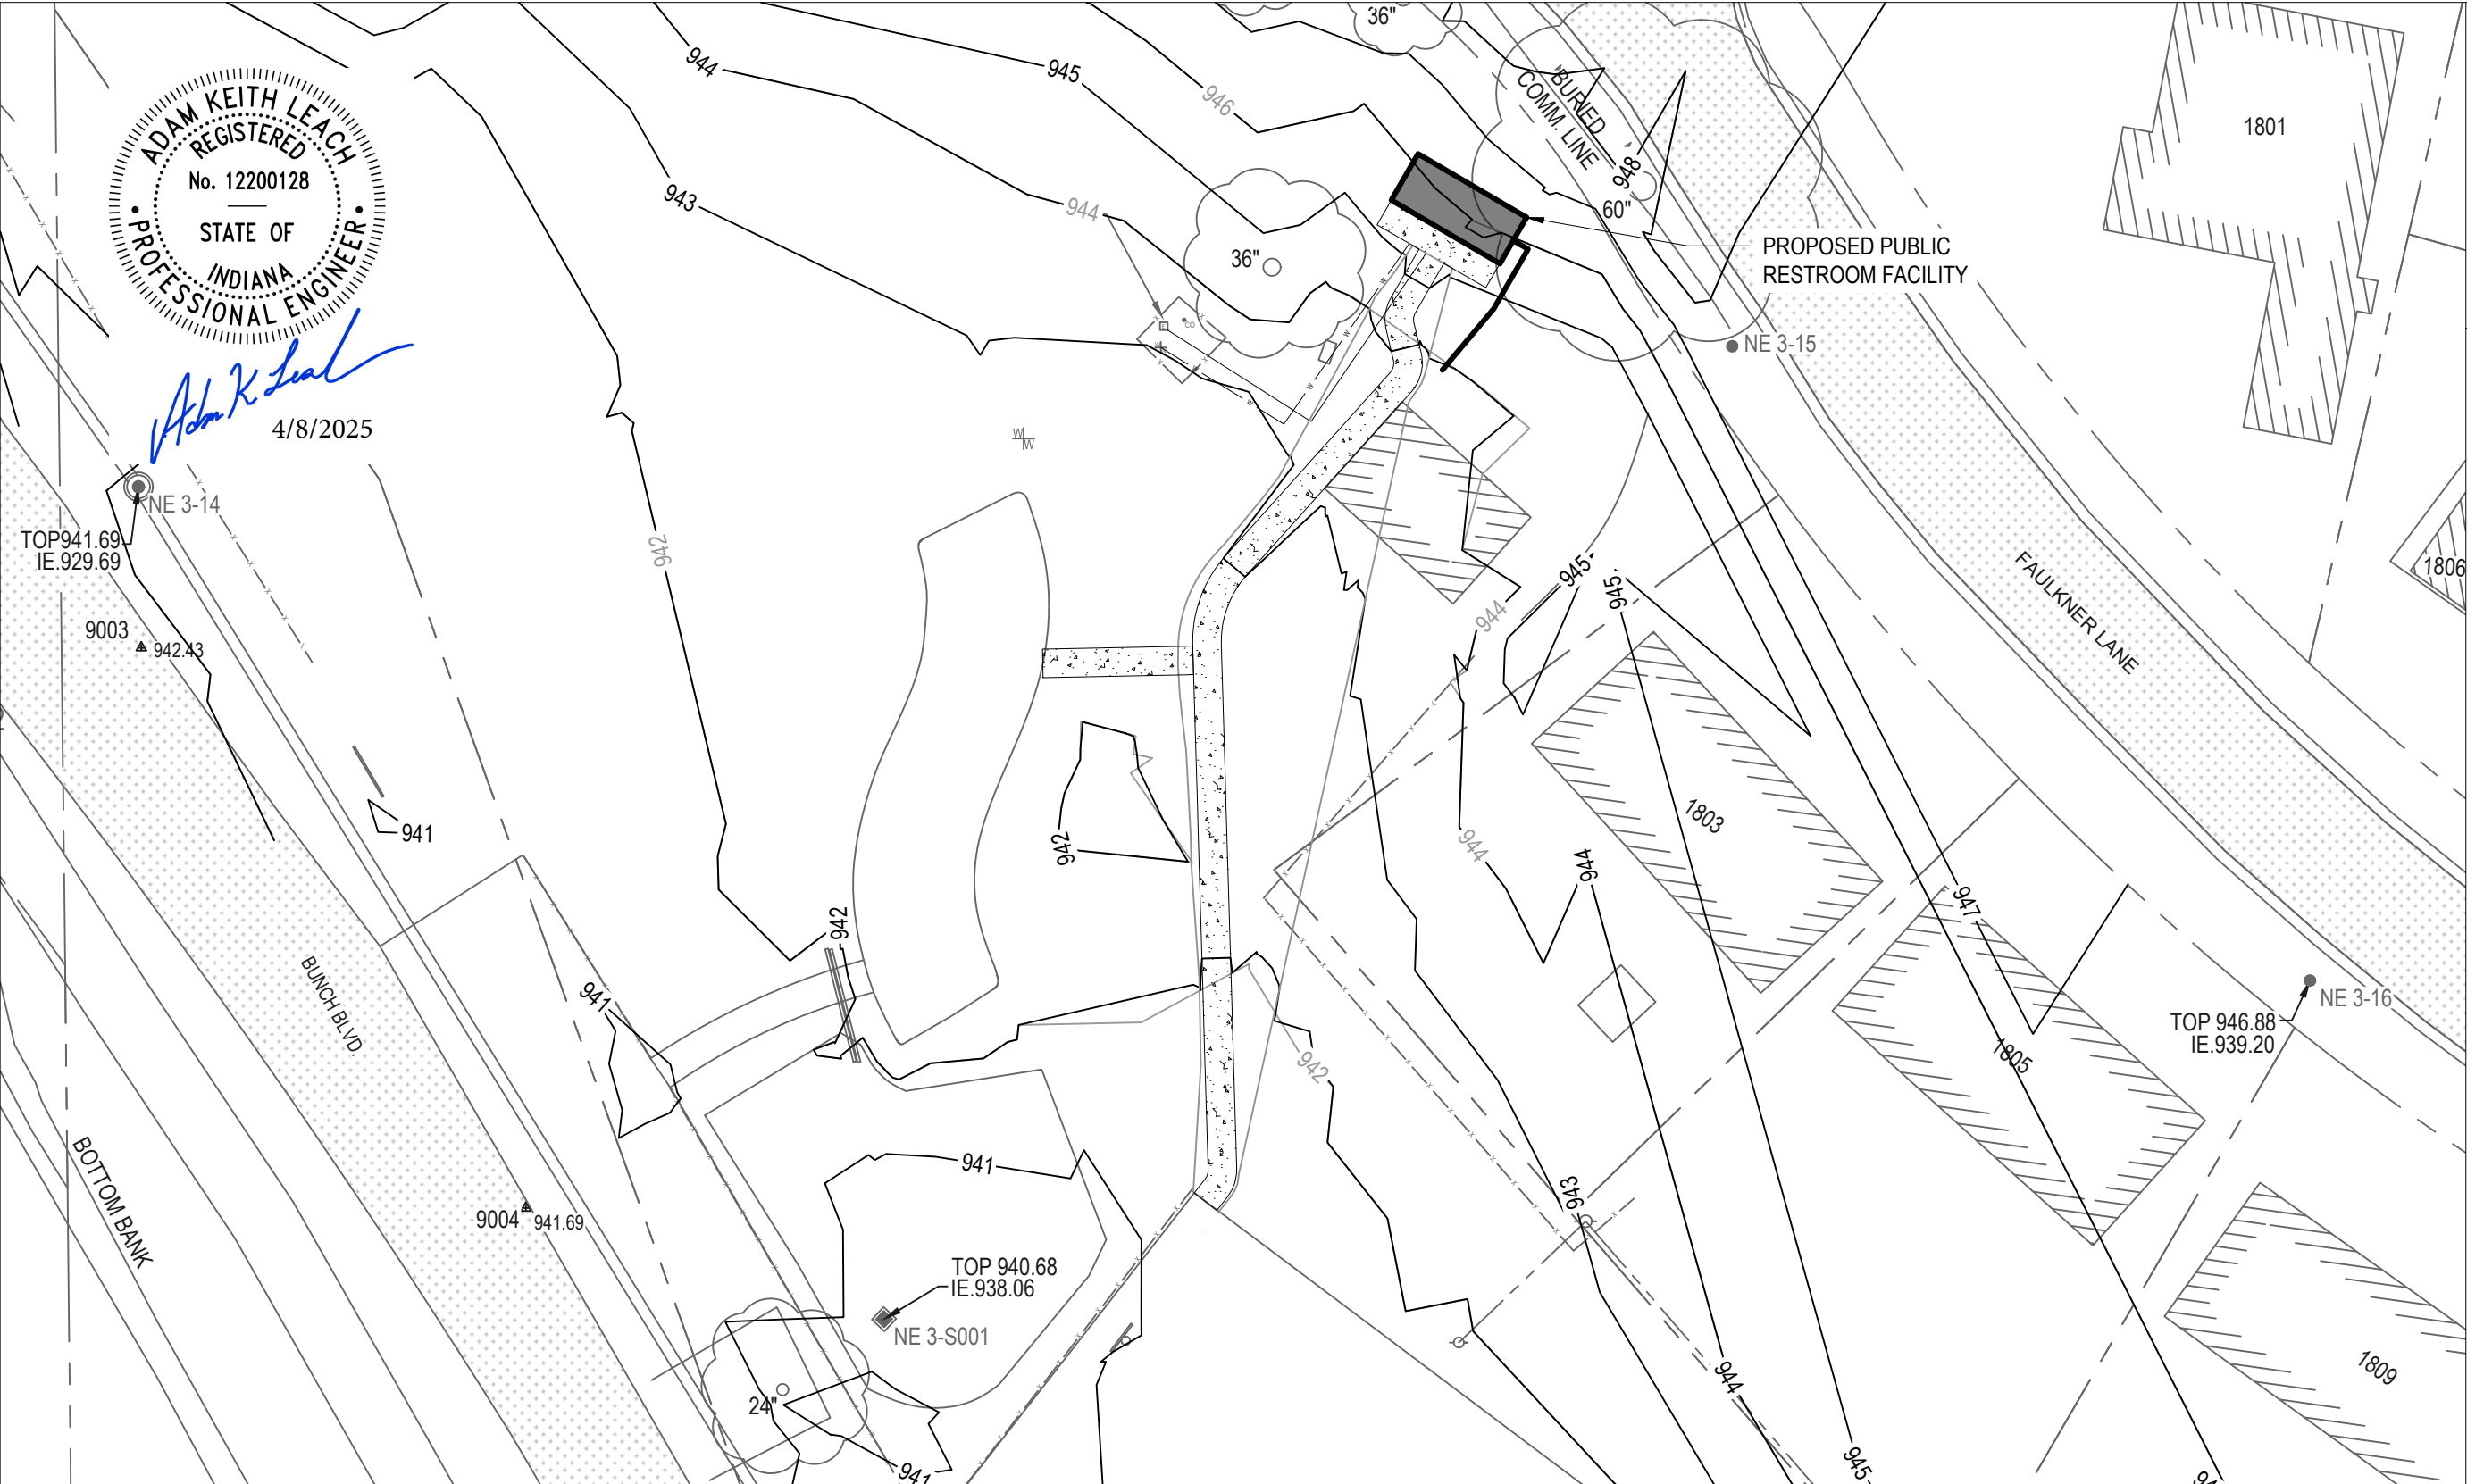 ADAM KEITH LEACH
REGISTERED
No. 12200128
STATE OF
INDIANA
PROFESSIONAL ENGINEER
4/8/2025
944
945
946
36"
BURIED
COMM. LINE
948
60"
1801
943
944
36"
PROPOSED PUBLIC
RESTROOM FACILITY
NE 3-15
NE 3-14
TOP941.69
IE.929.69
942
W
W
9003
942.43
945
945
944
FAULKNER LANE
1806
941
942
942
944
944
1803
947
BUNCH BLVD.
941
942
NE 3-16
TOP 946.88
IE.939.20
1805
BOTTOM BANK
9004
941.69
941
943
TOP 940.68
IE.938.06
NE 3-S001
24"
941
944
945
1809